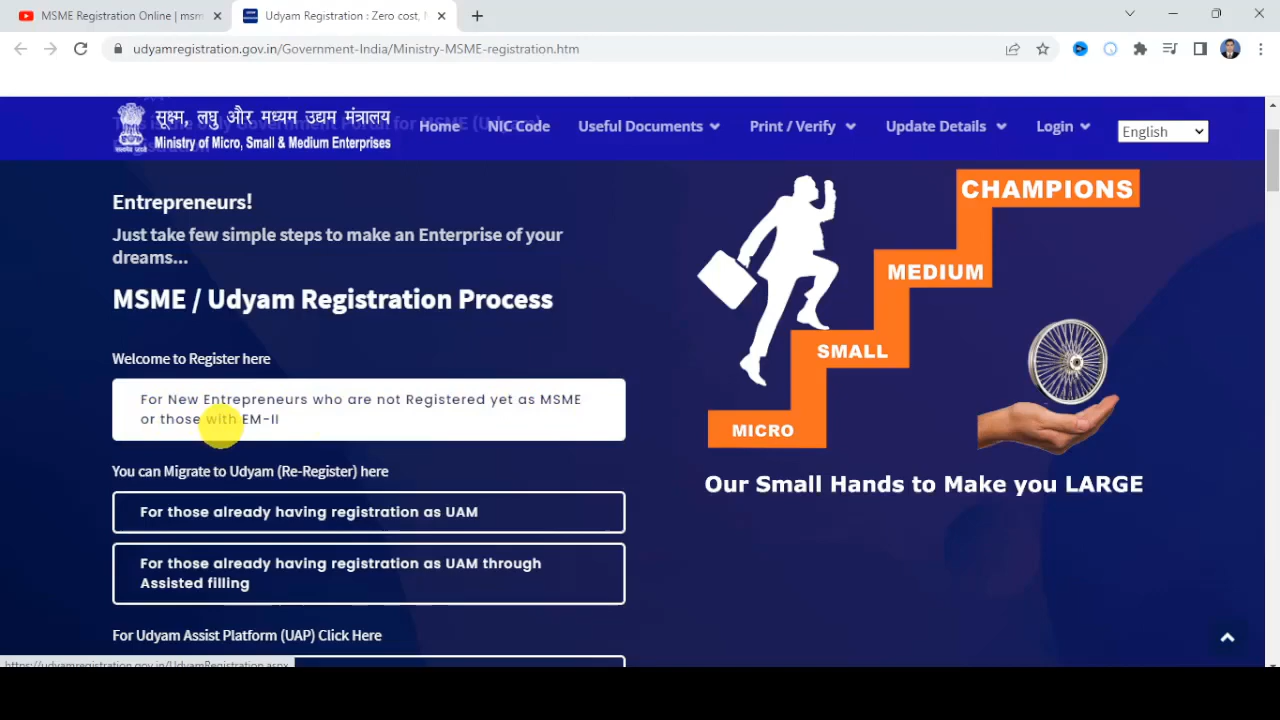 MSME Registration Online | msm
Udyam Registration : Zero cost,
udyamregistration.gov.in/Government-India/Ministry-MSME-registration.htm
सूक्ष्म, लघु और मध्यम उद्यम मंत्रालय
Ministry of Micro, Small & Medium Enterprises
Home
NIC Code
Useful Documents
Print / Verify
Update Details
Login
English
Entrepreneurs!
Just take few simple steps to make an Enterprise of your
dreams...
MSME / Udyam Registration Process
Welcome to Register here
For New Entrepreneurs who are not Registered yet as MSME
or those with EM-II
You can Migrate to Udyam (Re-Register) here
For those already having registration as UAM
For those already having registration as UAM through
Assisted filling
For Udyam Assist Platform (UAP) Click Here
CHAMPIONS
MEDIUM
SMALL
MICRO
Our Small Hands to Make you LARGE
https://udyamregistration.gov.in/UdyamRegistration.aspx